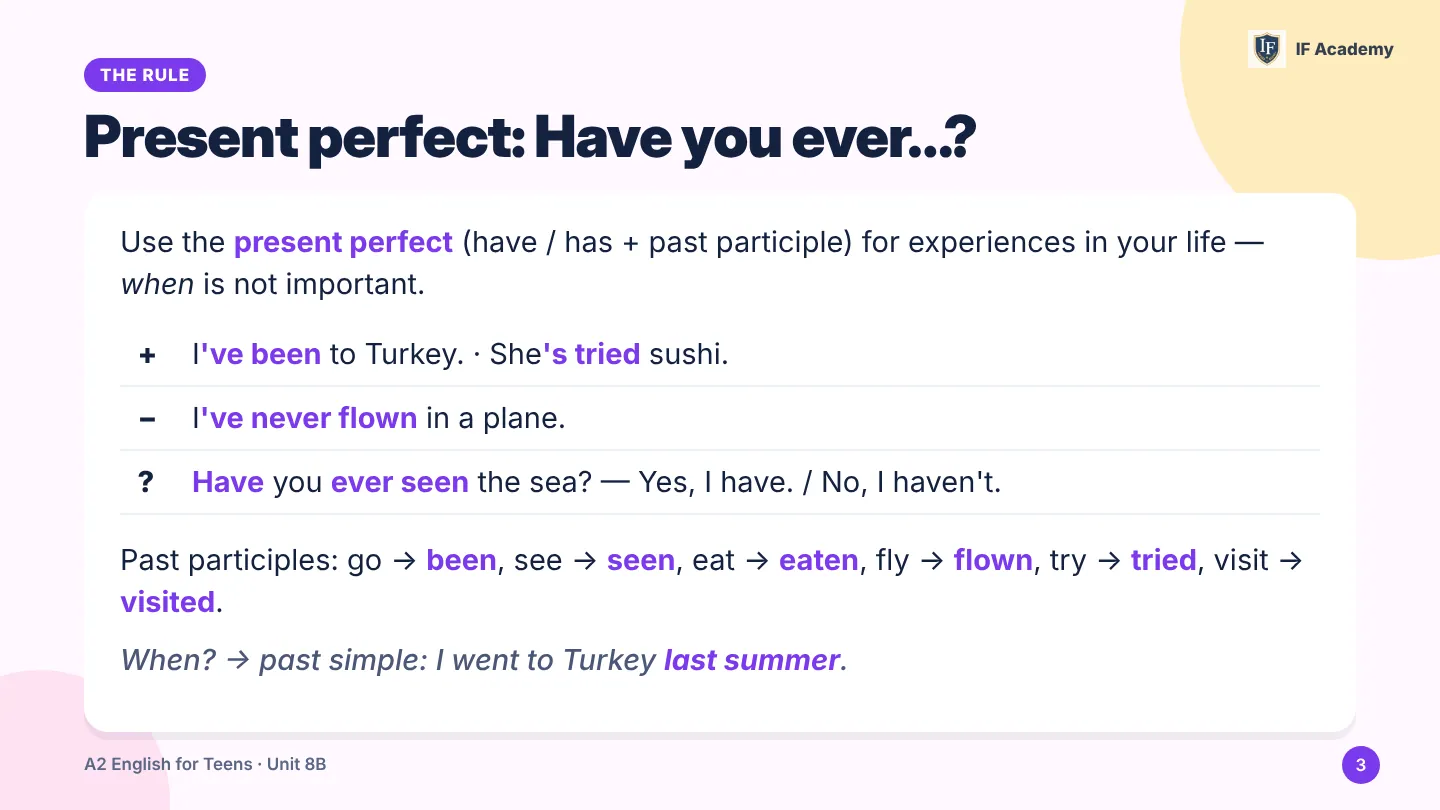 IF
IF Academy
THE RULE
Present perfect: Have you ever...?
Use the present perfect (have / has + past participle) for experiences in your life —
when is not important.
+ I've been to Turkey. · She's tried sushi.
– I've never flown in a plane.
? Have you ever seen the sea? — Yes, I have. / No, I haven't.
Past participles: go → been, see → seen, eat → eaten, fly → flown, try → tried, visit →
visited.
When? → past simple: I went to Turkey last summer.
A2 English for Teens · Unit 8B
3